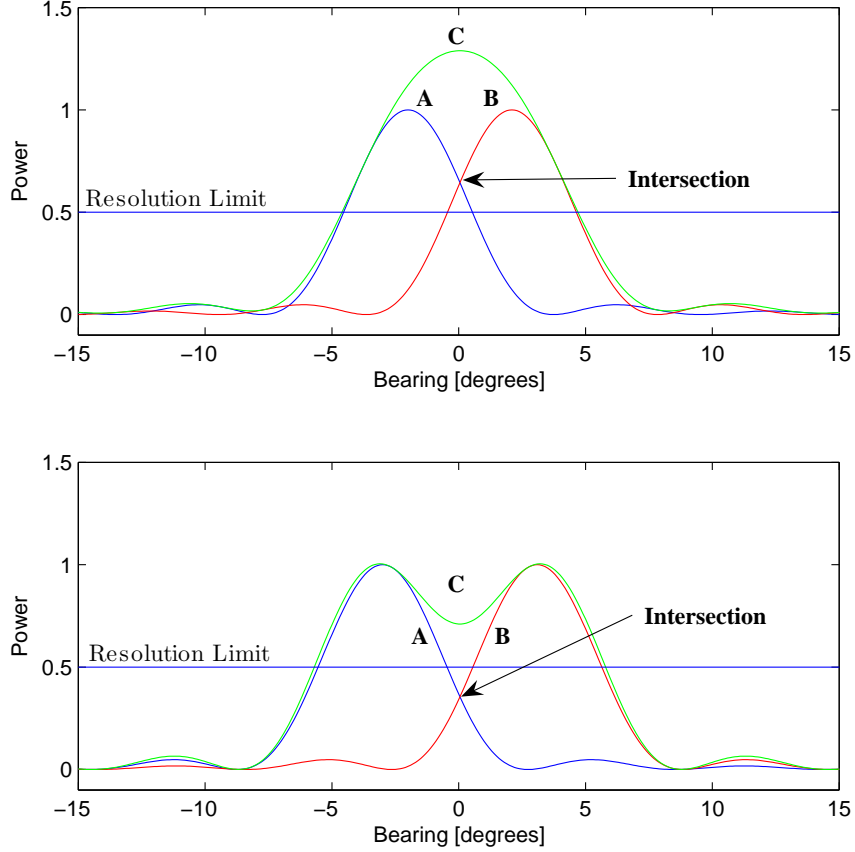 1.5
C
A
B
1
Power
Intersection
Resolution Limit
0.5
0
−15
−10
−5
0
5
10
15
Bearing [degrees]
1.5
1
C
Power
Intersection
A
B
Resolution Limit
0.5
0
−15
−10
−5
0
5
10
15
Bearing [degrees]